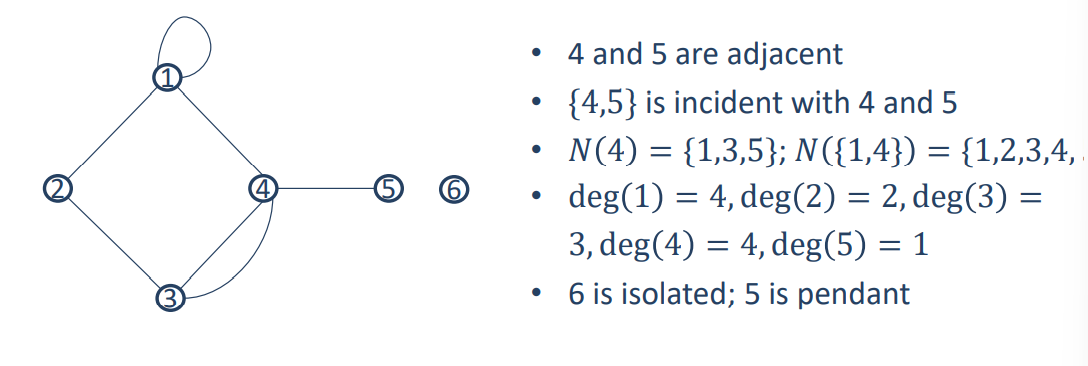 1
2
4
5
6
3
• 4 and 5 are adjacent
• {4,5} is incident with 4 and 5
• N(4) = {1,3,5}; N({1,4}) = {1,2,3,4,
• deg(1) = 4, deg(2) = 2, deg(3) =
3, deg(4) = 4, deg(5) = 1
• 6 is isolated; 5 is pendant